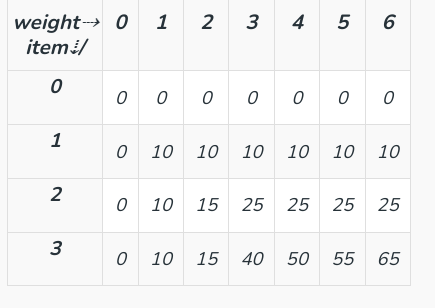 weight⤑ 0 1 2 3 4 5 6
item⇣/
0 0 0 0 0 0 0 0
1 0 10 10 10 10 10 10
2 0 10 15 25 25 25 25
3 0 10 15 40 50 55 65